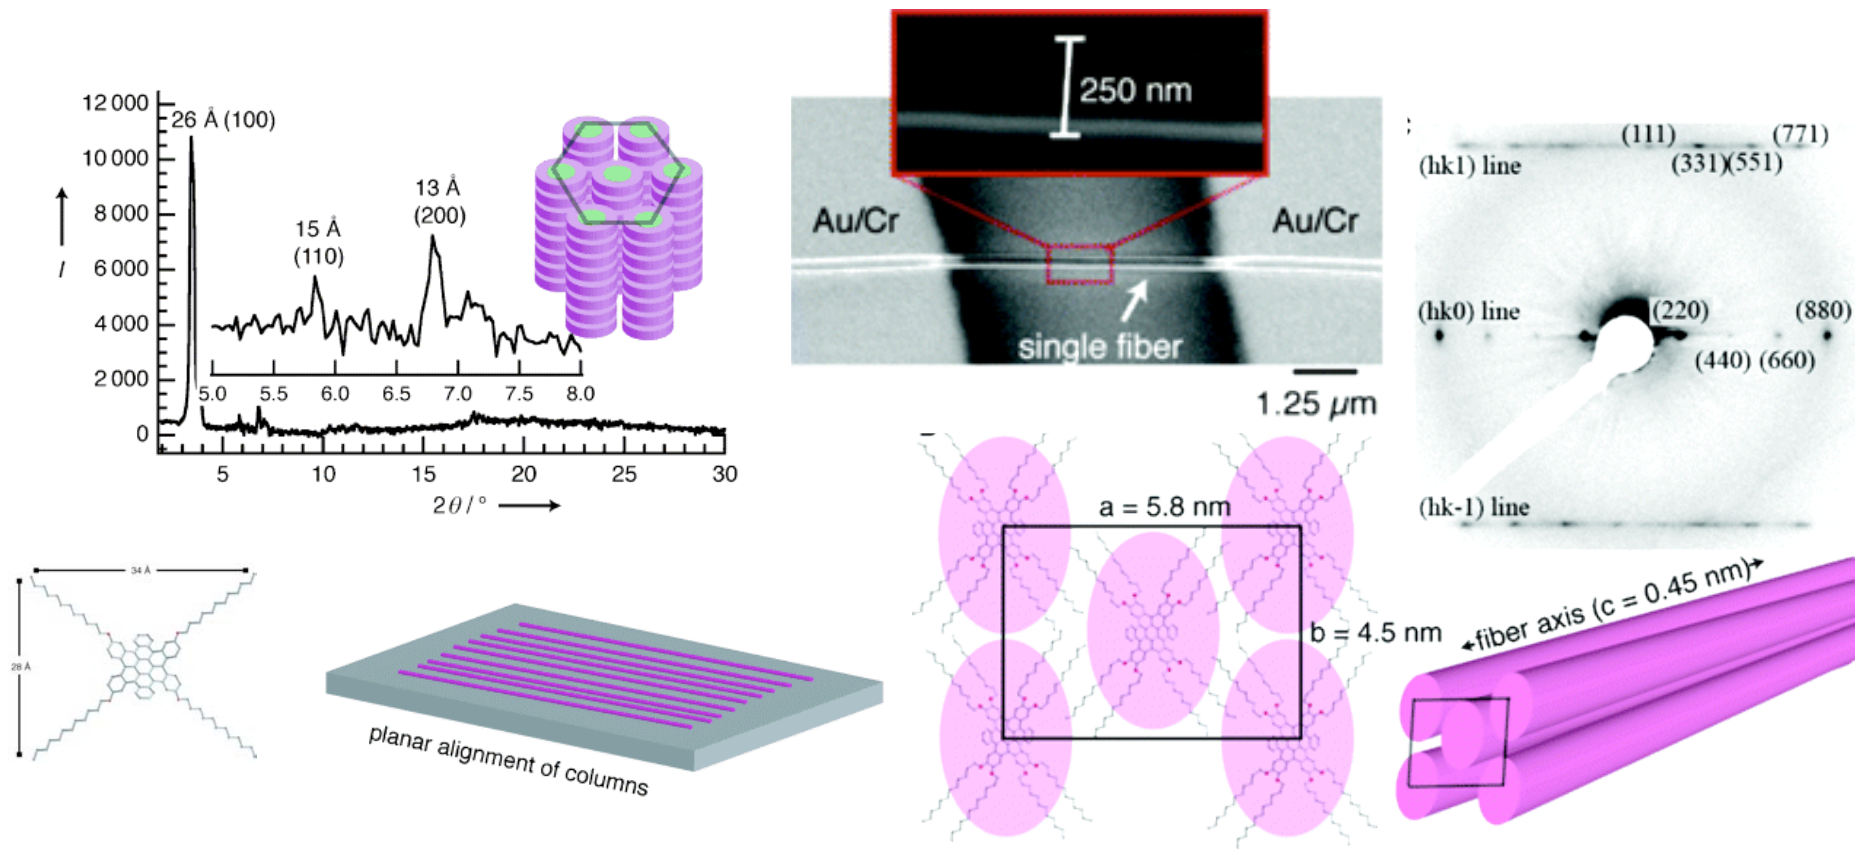 12 000
10 000
8 000
6 000
4 000
2 000
0
I
26 Å (100)
15 Å
(110)
13 Å
(200)
5.0 5.5 6.0 6.5 7.0 7.5 8.0
5 10 15 20 25 30
2θ/°
250 nm
Au/Cr
Au/Cr
single fiber
1.25 μm
(111) (771)
(hk1) line
(331)(551)
(hk0) line
(220) (880)
(440) (660)
(hk-1) line
34 Å
28 Å
planar alignment of columns
a = 5.8 nm
b = 4.5 nm
fiber axis (c = 0.45 nm)